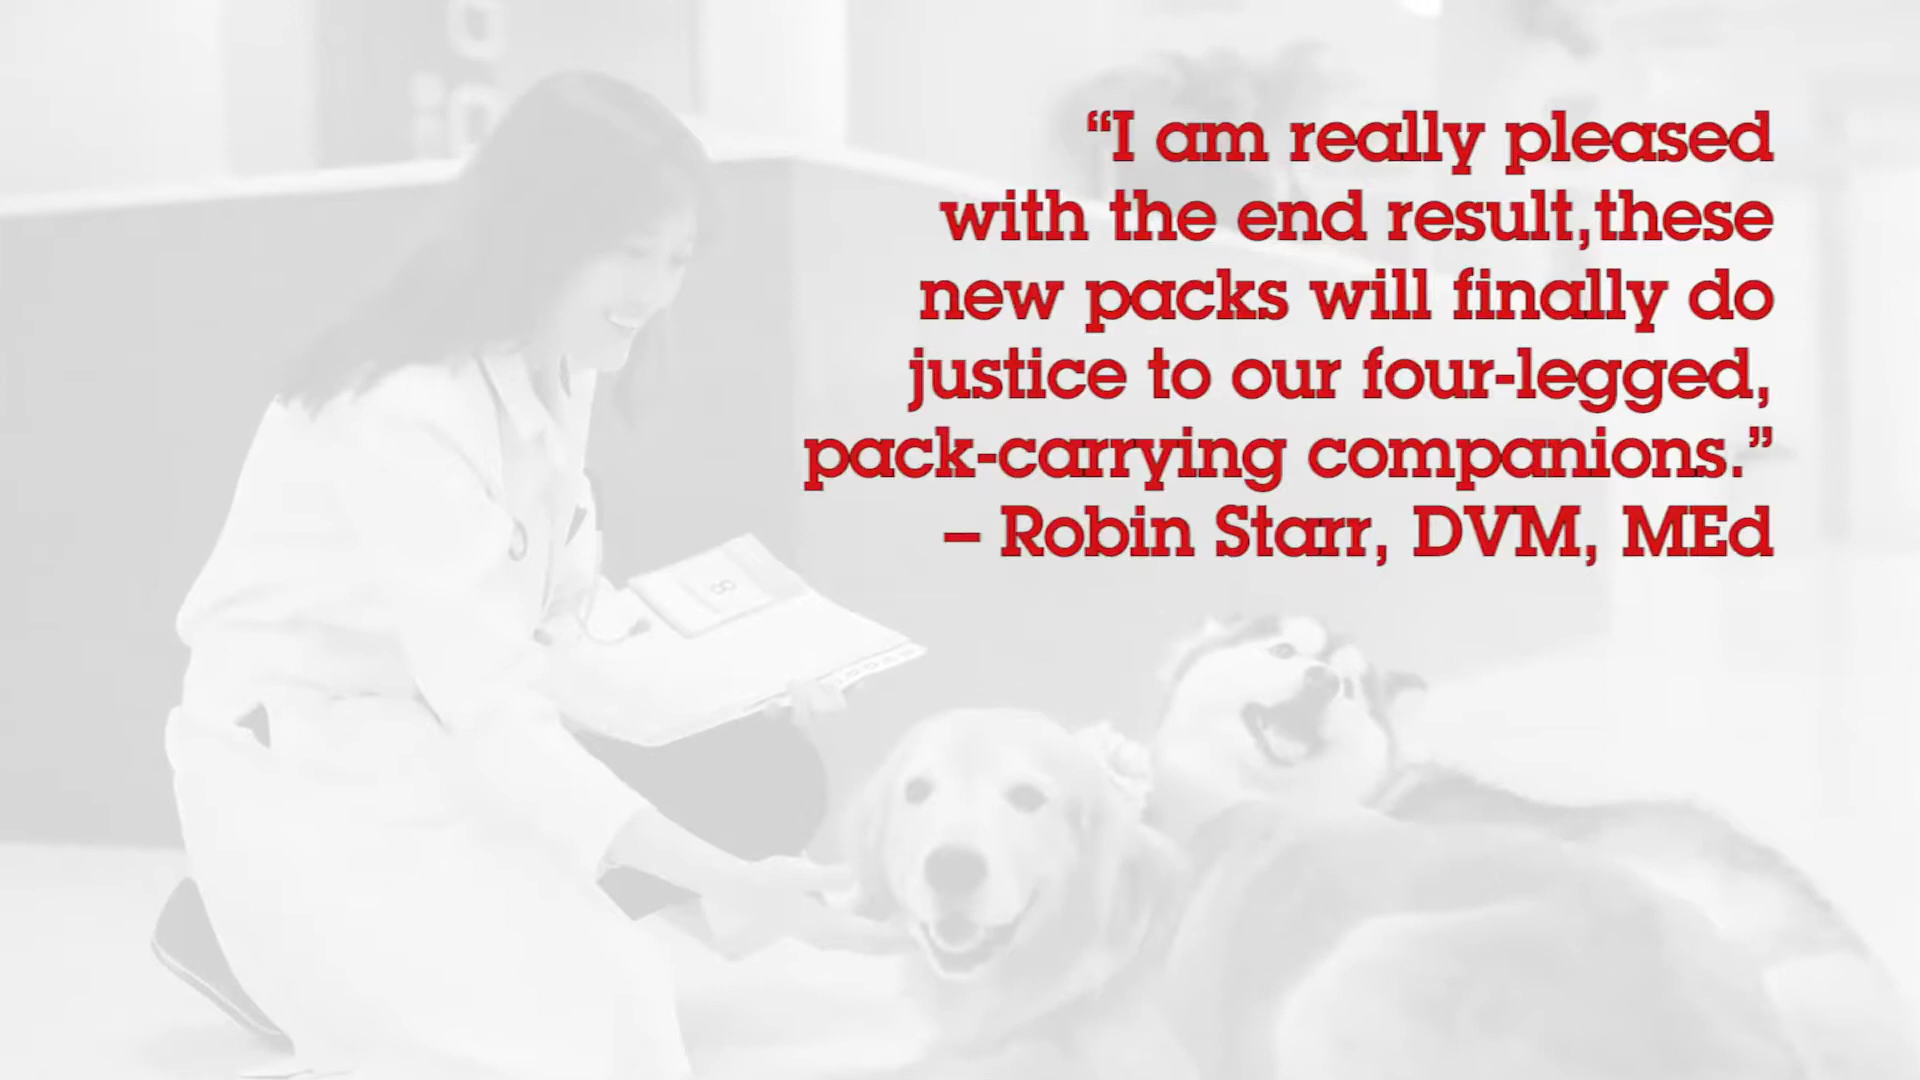 “I am really pleased
with the end result,these
new packs will finally do
justice to our four-legged,
pack-carrying companions.”
– Robin Starr, DVM, MEd